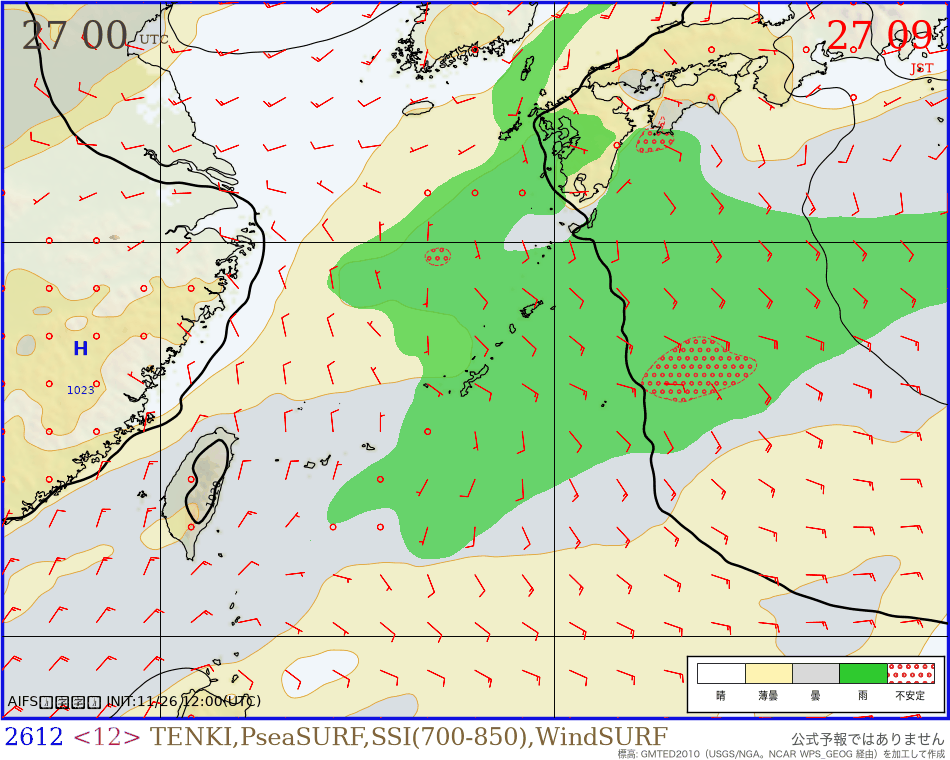 27 00 UTC
27 09
JST
H
1023
1020
AIFS□□□□ INIT:11/26 12:00(UTC)
晴 薄曇 曇 雨 不安定
2612 <12> TENKI,PseaSURF,SSI(700-850),WindSURF
公式予報ではありません
標高: GMTED2010（USGS/NGA。NCAR WPS_GEOG 経由）を加工して作成